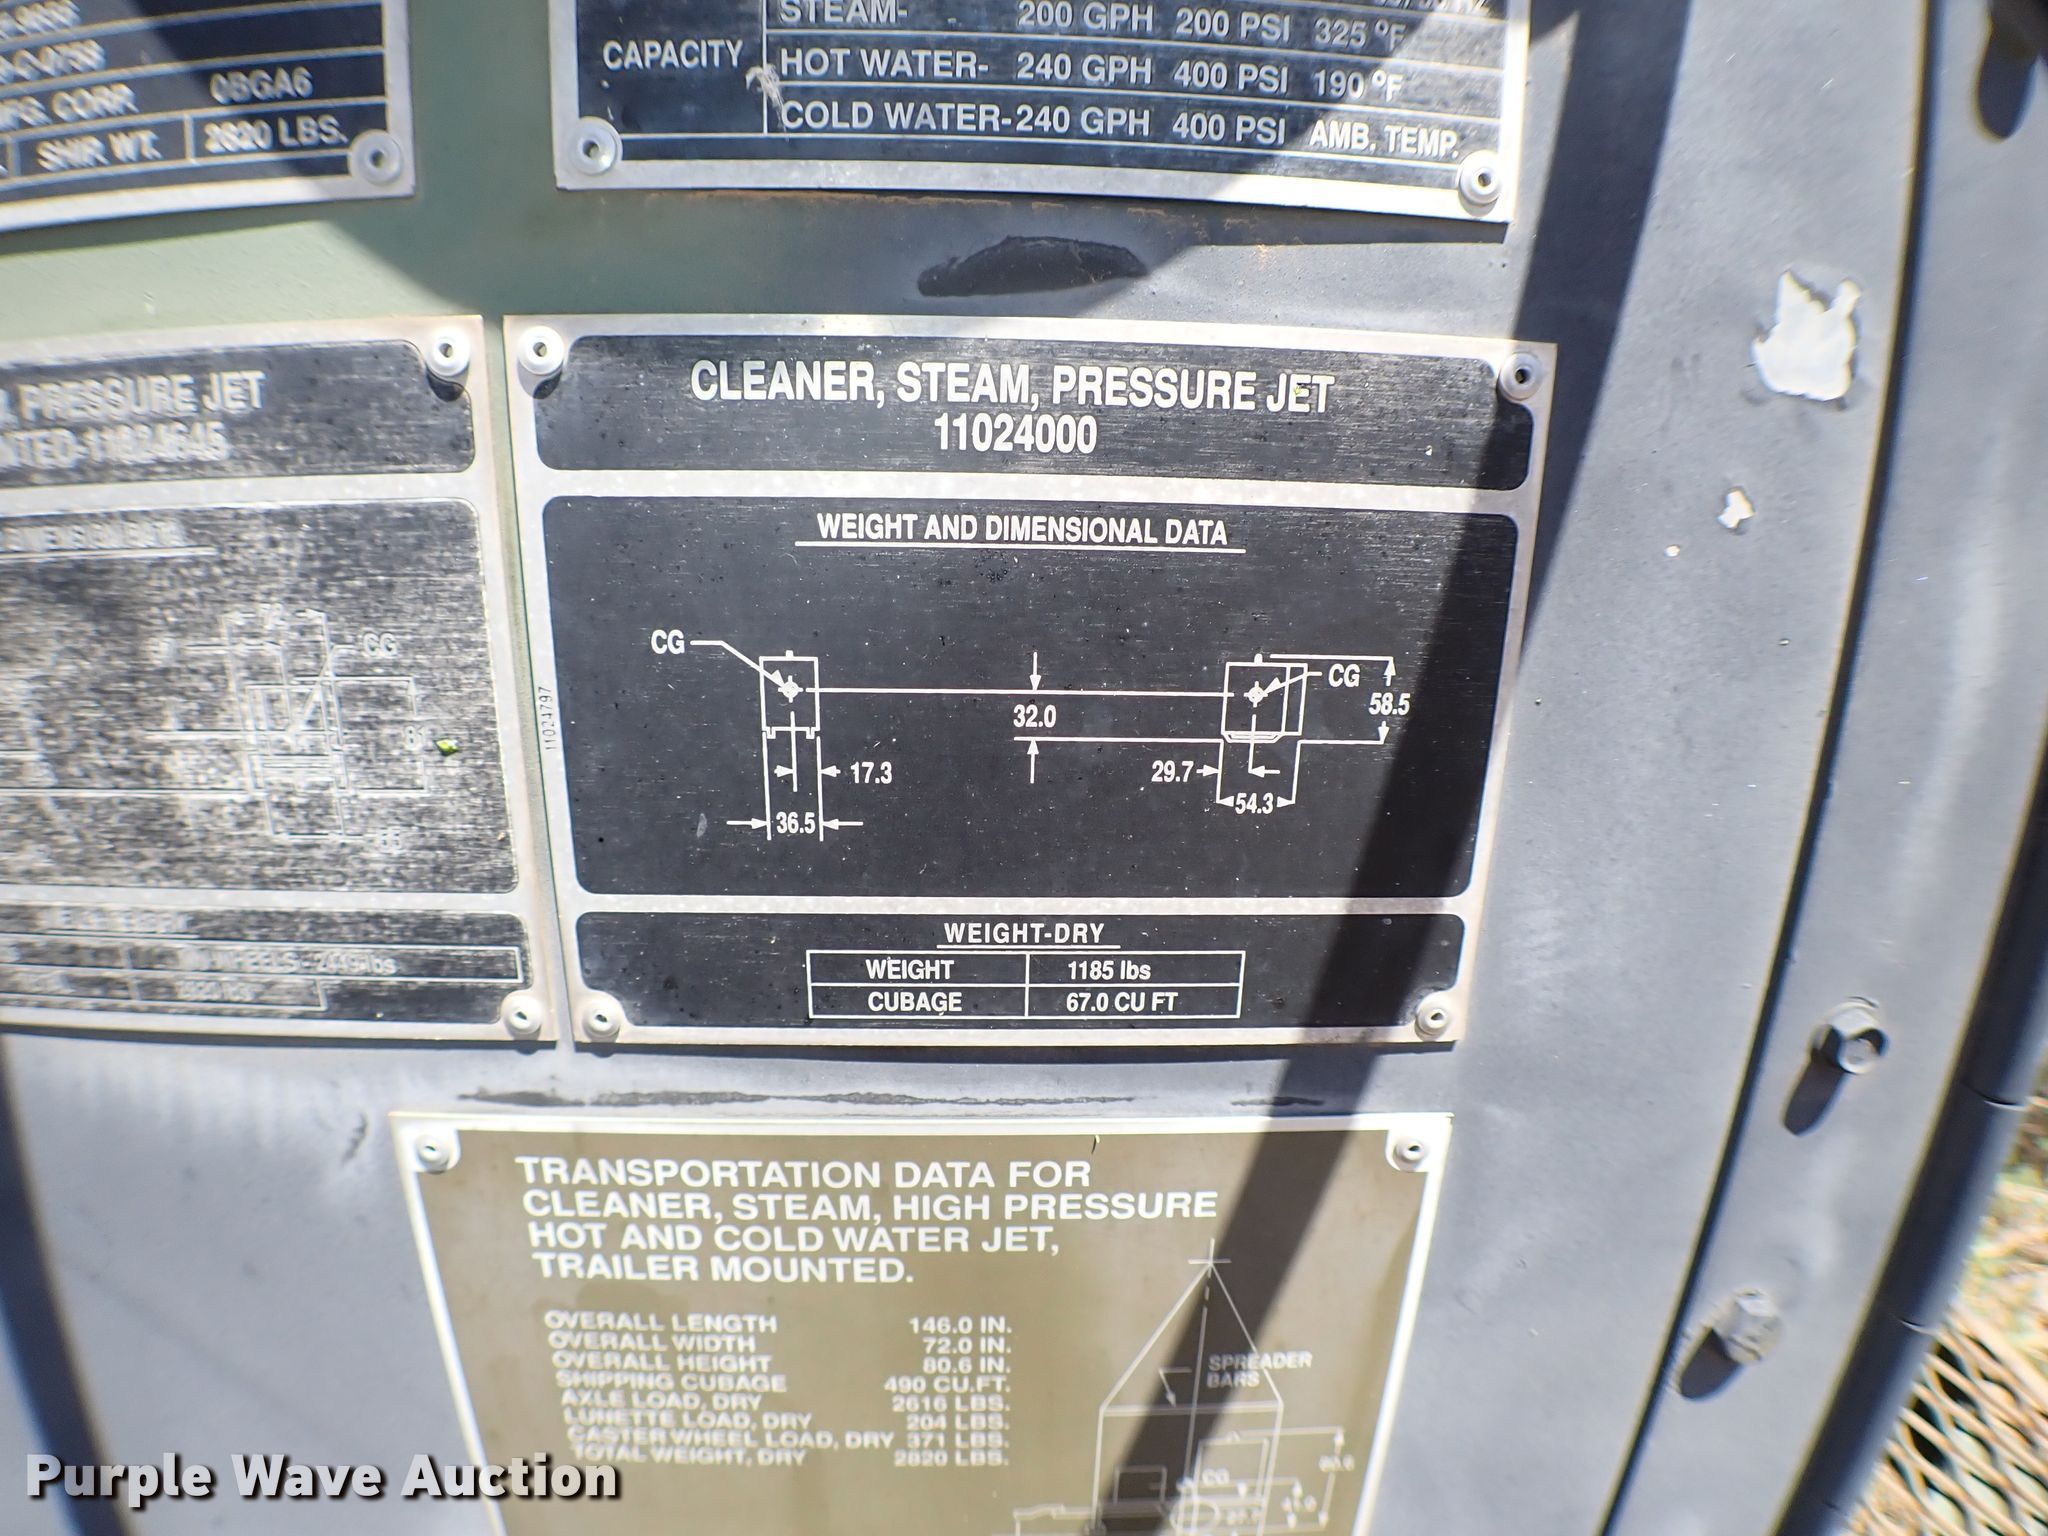 MFG. CORP. 0BGA6
SHIP. WT. 2820 LBS.
CAPACITY
STEAM- 200 GPH 200 PSI 325 °F
HOT WATER- 240 GPH 400 PSI 190 °F
COLD WATER- 240 GPH 400 PSI AMB. TEMP.
PRESSURE JET
CG
CLEANER, STEAM, PRESSURE JET
11024000
WEIGHT AND DIMENSIONAL DATA
CG
CG
58.5
32.0
17.3
29.7
54.3
36.5
11024797
WEIGHT-DRY
WEIGHT 1185 lbs
CUBAGE 67.0 CU FT
TRANSPORTATION DATA FOR
CLEANER, STEAM, HIGH PRESSURE
HOT AND COLD WATER JET,
TRAILER MOUNTED.
OVERALL LENGTH 146.0 IN.
OVERALL WIDTH 72.0 IN.
OVERALL HEIGHT 80.6 IN.
SHIPPING CUBAGE 490 CU.FT.
AXLE LOAD, DRY 2616 LBS.
LUNETTE LOAD, DRY 204 LBS.
CASTER WHEEL LOAD, DRY 371 LBS.
TOTAL WEIGHT, DRY 2820 LBS.
SPREADER
BARS
CG
Purple Wave Auction